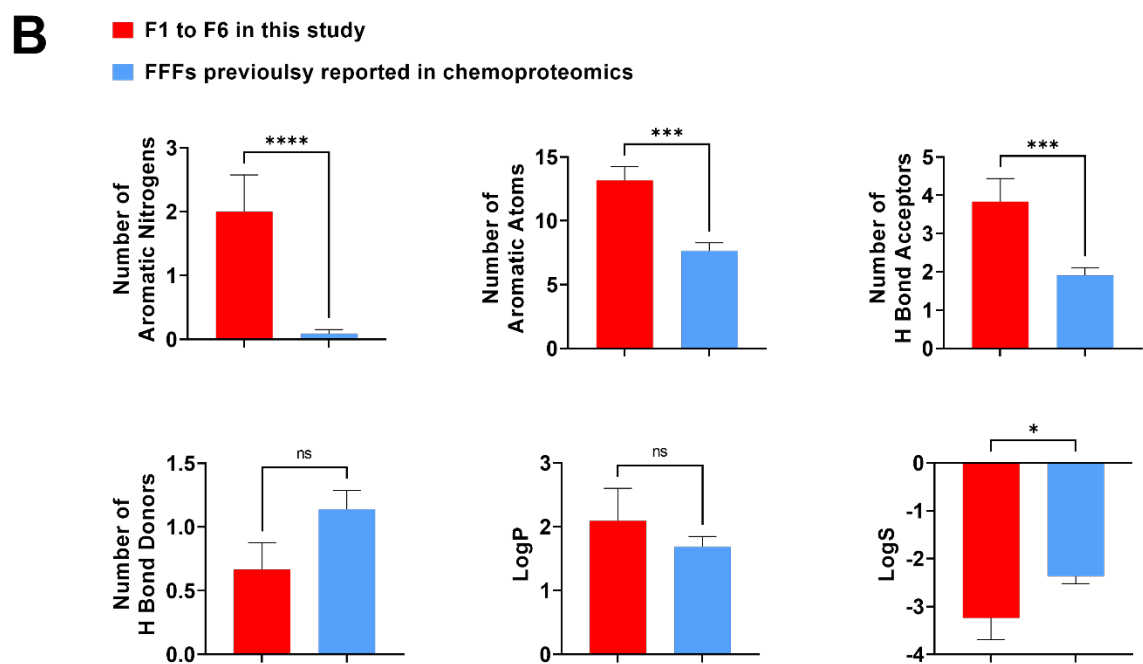 B
F1 to F6 in this study
FFFs previoulsy reported in chemoproteomics
Number of
Aromatic Nitrogens
3
2
1
0
****
Number of
Aromatic Atoms
15
10
5
0
***
Number of
H Bond Acceptors
5
4
3
2
1
0
***
Number of
H Bond Donors
1.5
1.0
0.5
0.0
ns
LogP
3
2
1
0
ns
LogS
0
-1
-2
-3
-4
*